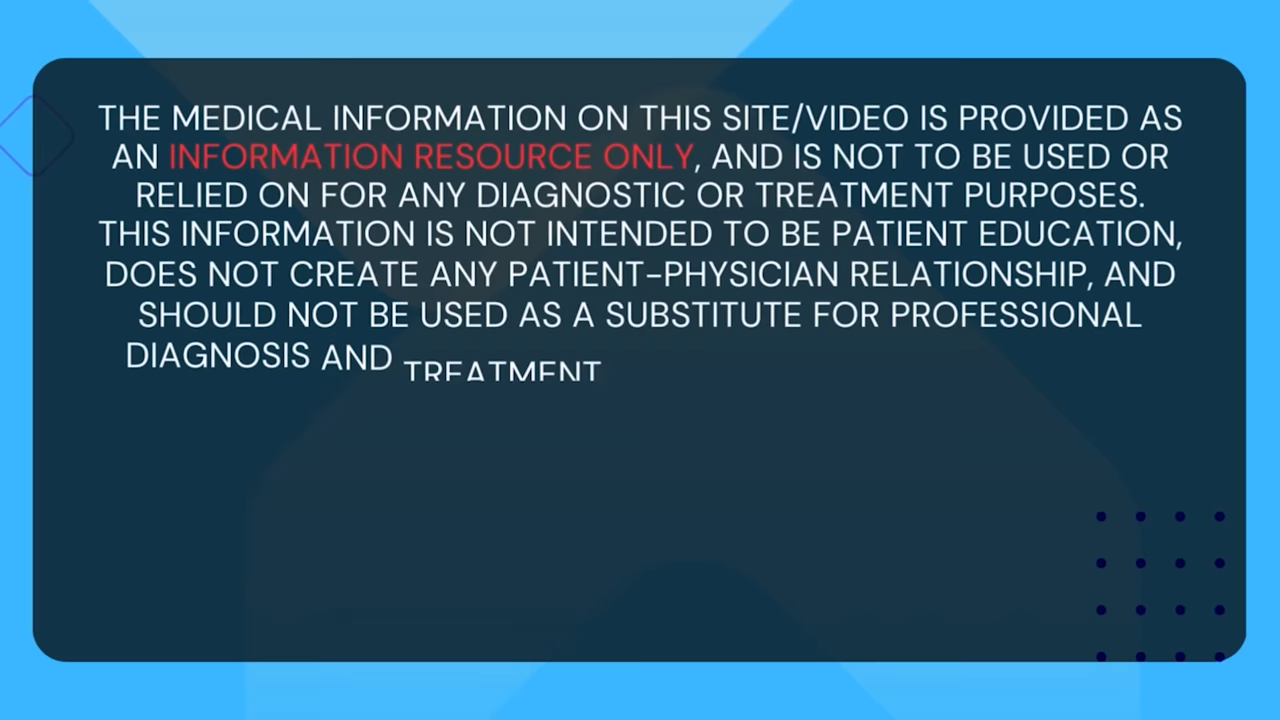 THE MEDICAL INFORMATION ON THIS SITE/VIDEO IS PROVIDED AS
AN INFORMATION RESOURCE ONLY, AND IS NOT TO BE USED OR
RELIED ON FOR ANY DIAGNOSTIC OR TREATMENT PURPOSES.
THIS INFORMATION IS NOT INTENDED TO BE PATIENT EDUCATION,
DOES NOT CREATE ANY PATIENT-PHYSICIAN RELATIONSHIP, AND
SHOULD NOT BE USED AS A SUBSTITUTE FOR PROFESSIONAL
DIAGNOSIS AND TREATMENT